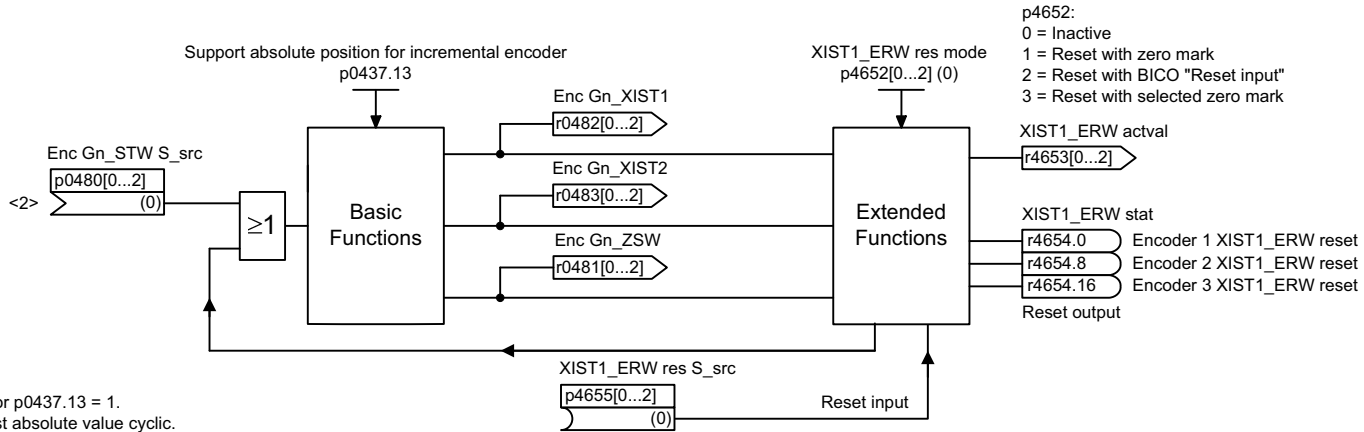 p4652:
0 = Inactive
1 = Reset with zero mark
2 = Reset with BICO "Reset input"
3 = Reset with selected zero mark
Support absolute position for incremental encoder
p0437.13
XIST1_ERW res mode
p4652[0...2] (0)
Enc Gn_XIST1
r0482[0...2]
XIST1_ERW actval
r4653[0...2]
Enc Gn_STW S_src
p0480[0...2]
<2>
(0)
≥1
Basic
Functions
Enc Gn_XIST2
r0483[0...2]
Extended
Functions
Enc Gn_ZSW
r0481[0...2]
XIST1_ERW stat
r4654.0 Encoder 1 XIST1_ERW reset
r4654.8 Encoder 2 XIST1_ERW reset
r4654.16 Encoder 3 XIST1_ERW reset
Reset output
XIST1_ERW res S_src
p4655[0...2]
(0)
Reset input
or p0437.13 = 1.
st absolute value cyclic.